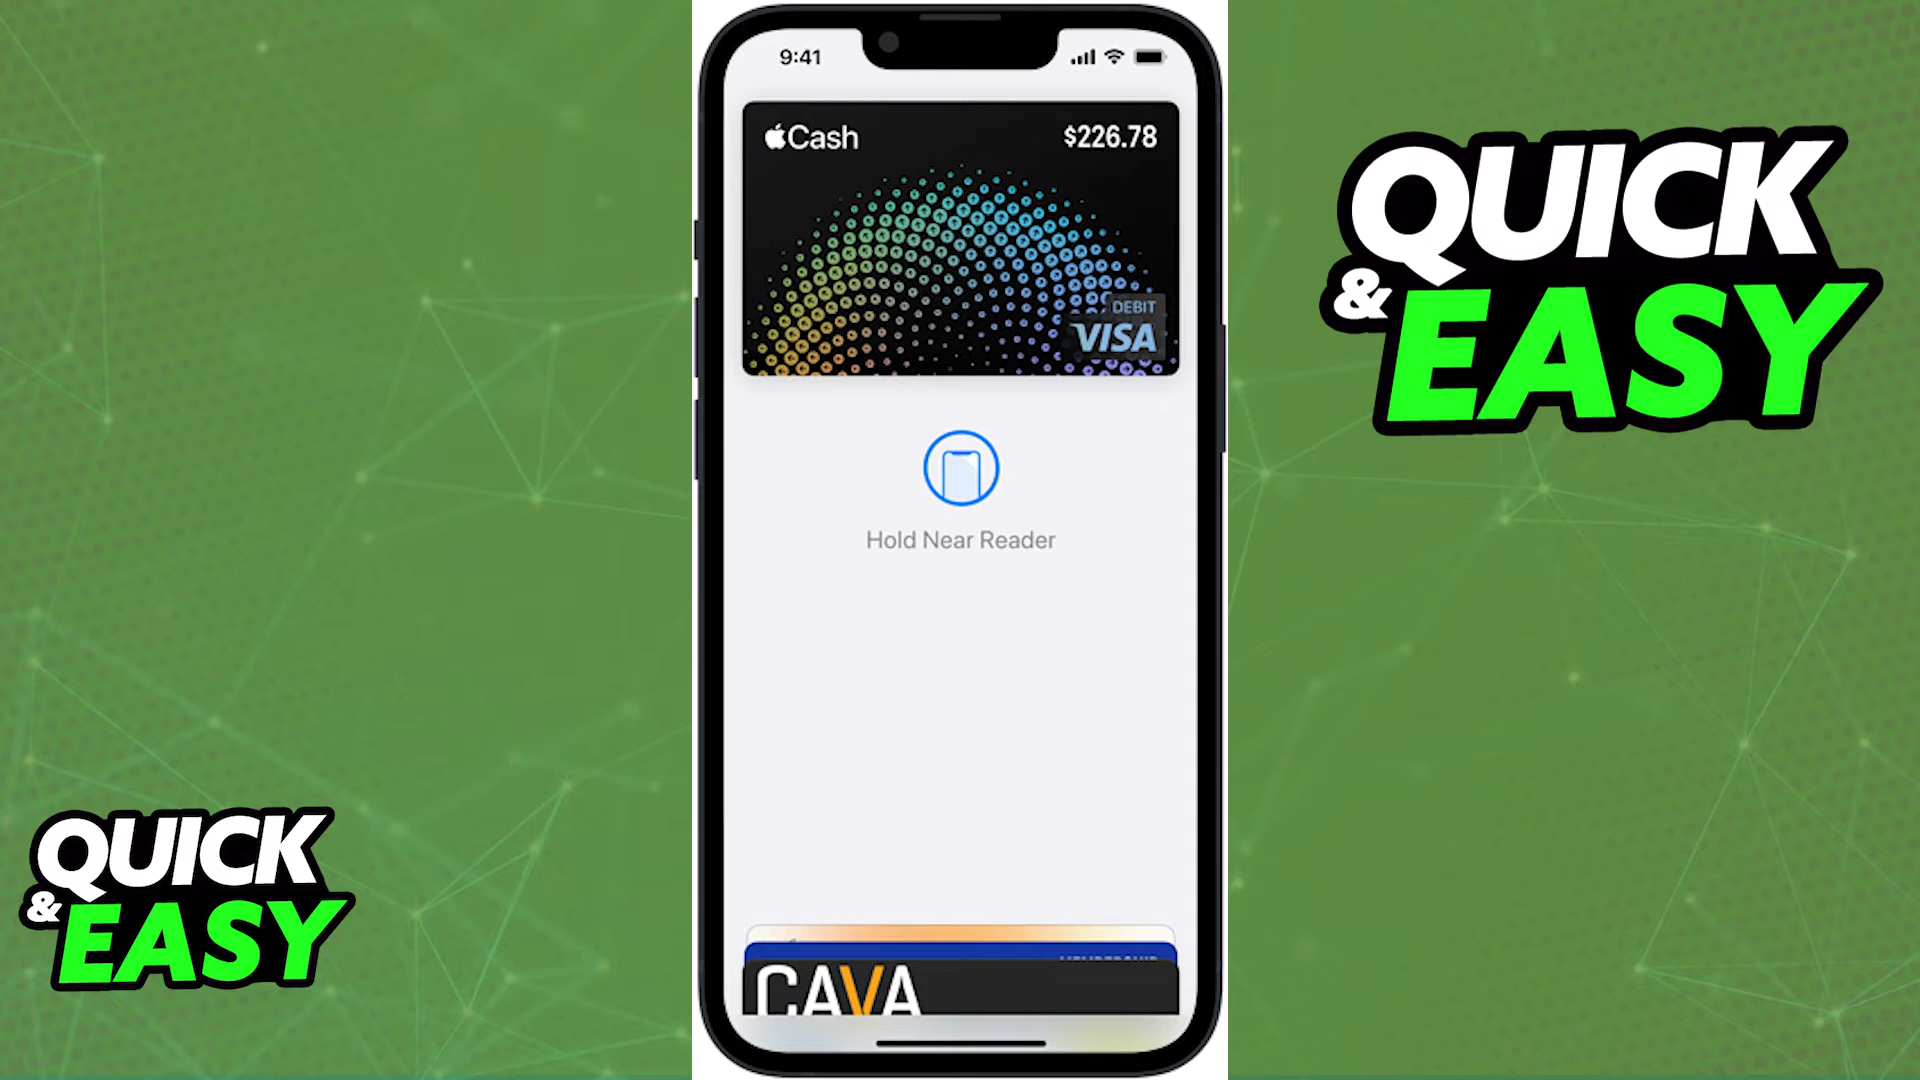 9:41
Cash
$226.78
DEBIT
VISA
Hold Near Reader
CAVA
QUICK
& EASY
QUICK
& EASY